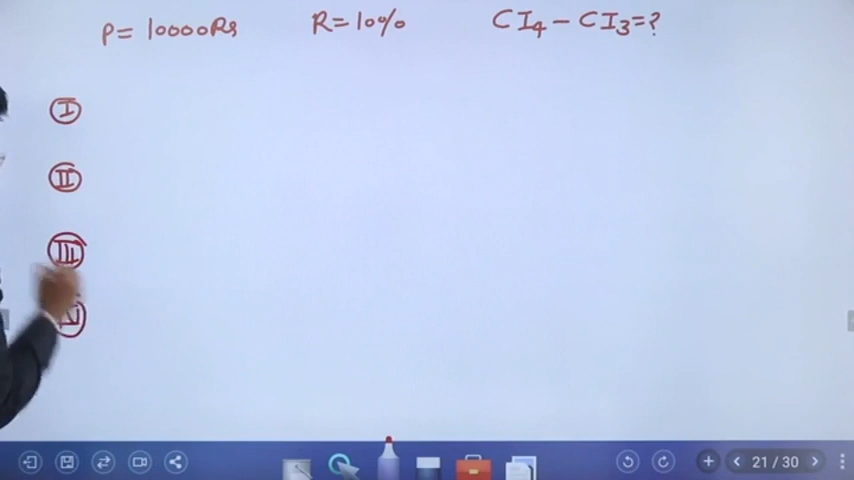 P= 10000Rs R=10% CI4 - CI3=?
I
II
III
IV
21 / 30